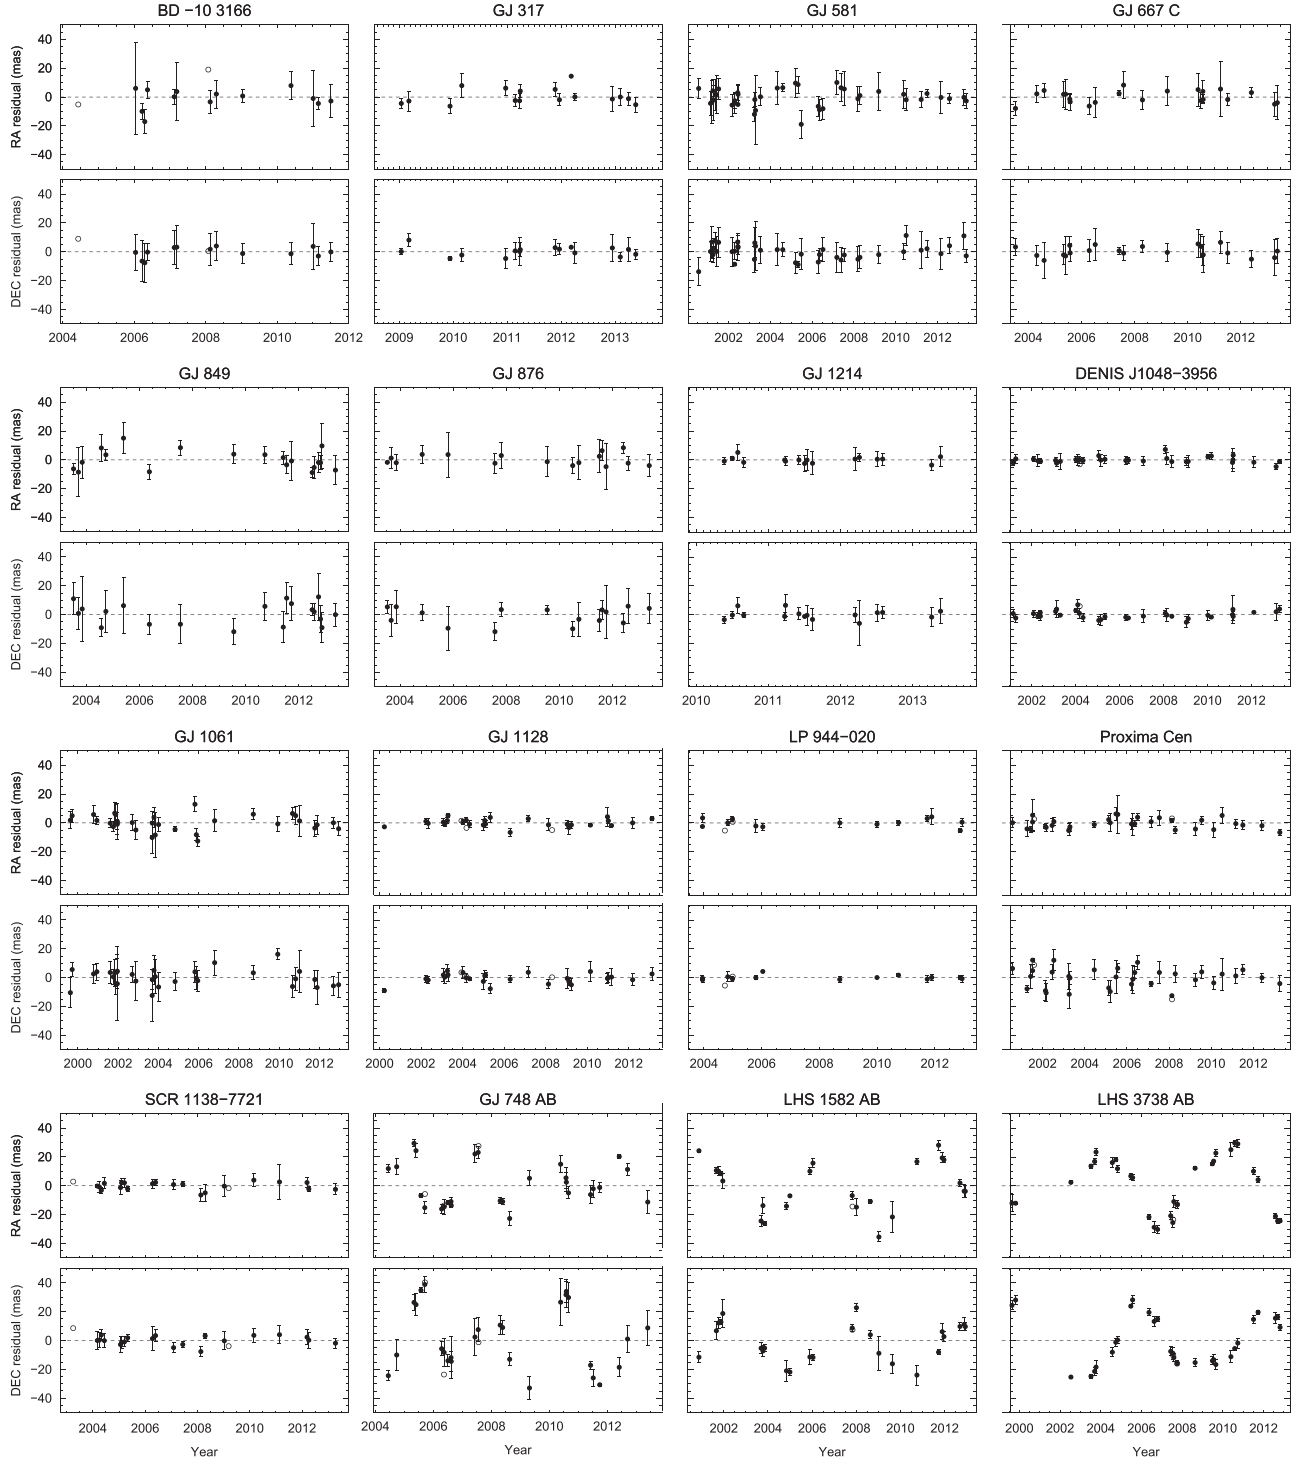 BD −10 3166 GJ 317 GJ 581 GJ 667 C
RA residual (mas)
40
20
0
−20
−40
DEC residual (mas)
40
20
0
−20
−40
2004 2006 2008 2010 2012 2009 2010 2011 2012 2013 2002 2004 2006 2008 2010 2012 2004 2006 2008 2010 2012
GJ 849 GJ 876 GJ 1214 DENIS J1048−3956
RA residual (mas)
40
20
0
−20
−40
DEC residual (mas)
40
20
0
−20
−40
2004 2006 2008 2010 2012 2004 2006 2008 2010 2012 2010 2011 2012 2013 2002 2004 2006 2008 2010 2012
GJ 1061 GJ 1128 LP 944−020 Proxima Cen
RA residual (mas)
40
20
0
−20
−40
DEC residual (mas)
40
20
0
−20
−40
2000 2002 2004 2006 2008 2010 2012 2000 2002 2004 2006 2008 2010 2012 2004 2006 2008 2010 2012 2002 2004 2006 2008 2010 2012
SCR 1138−7721 GJ 748 AB LHS 1582 AB LHS 3738 AB
RA residual (mas)
40
20
0
−20
−40
DEC residual (mas)
40
20
0
−20
−40
2004 2006 2008 2010 2012 2004 2006 2008 2010 2012 2002 2004 2006 2008 2010 2012 2000 2002 2004 2006 2008 2010 2012
Year Year Year Year